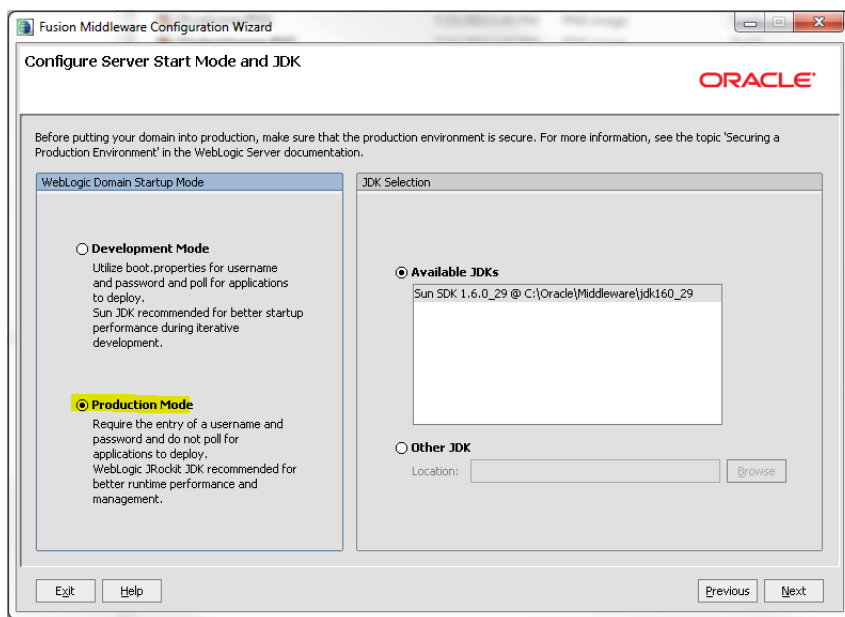 Fusion Middleware Configuration Wizard
Configure Server Start Mode and JDK
ORACLE
Before putting your domain into production, make sure that the production environment is secure. For more information, see the topic 'Securing a
Production Environment' in the WebLogic Server documentation.
WebLogic Domain Startup Mode
Development Mode
Utilize boot.properties for username
and password and poll for applications
to deploy.
Sun JDK recommended for better startup
performance during iterative
development.
Production Mode
Require the entry of a username and
password and do not poll for
applications to deploy.
WebLogic JRockit JDK recommended for
better runtime performance and
management.
JDK Selection
Available JDKs
Sun SDK 1.6.0_29 @ C:\Oracle\Middleware\jdk160_29
Other JDK
Location:
Browse
Exit
Help
Previous
Next